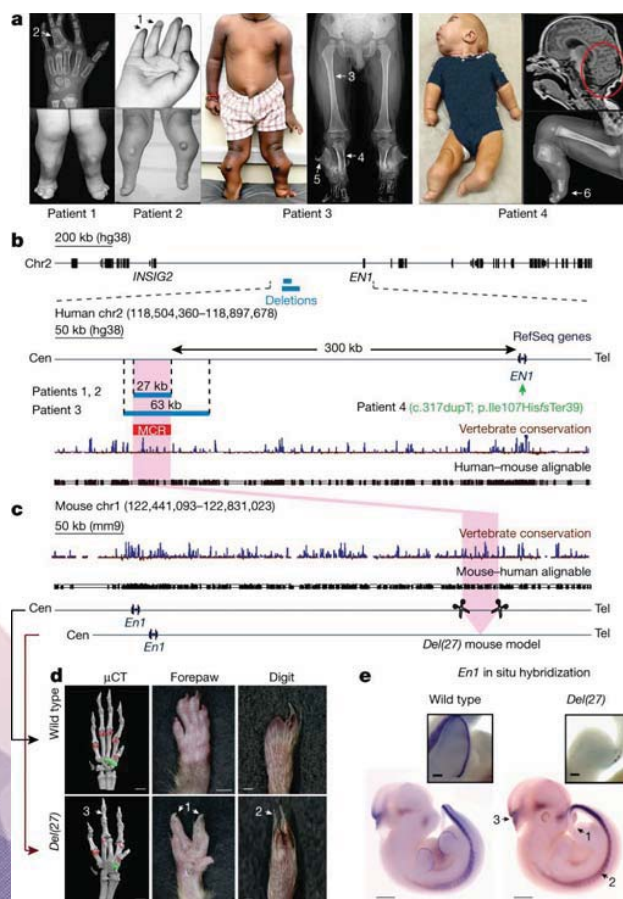 a
2
1
3
4
5
6
Patient 1
Patient 2
Patient 3
Patient 4
b
200 kb (hg38)
Chr2
INSIG2
EN1
Deletions
Human chr2 (118,504,360–118,897,678)
50 kb (hg38)
RefSeq genes
300 kb
Cen
Tel
EN1
Patients 1, 2
27 kb
Patient 3
63 kb
Patient 4 (c.317dupT; p.Ile107HisfsTer39)
MCR
Vertebrate conservation
Human–mouse alignable
c
Mouse chr1 (122,441,093–122,831,023)
50 kb (mm9)
Vertebrate conservation
Mouse–human alignable
Cen
Tel
En1
Cen
Tel
En1
Del(27) mouse model
d
µCT
Forepaw
Digit
Wild type
Del(27)
3
1
2
e
En1 in situ hybridization
Wild type
Del(27)
3
1
2